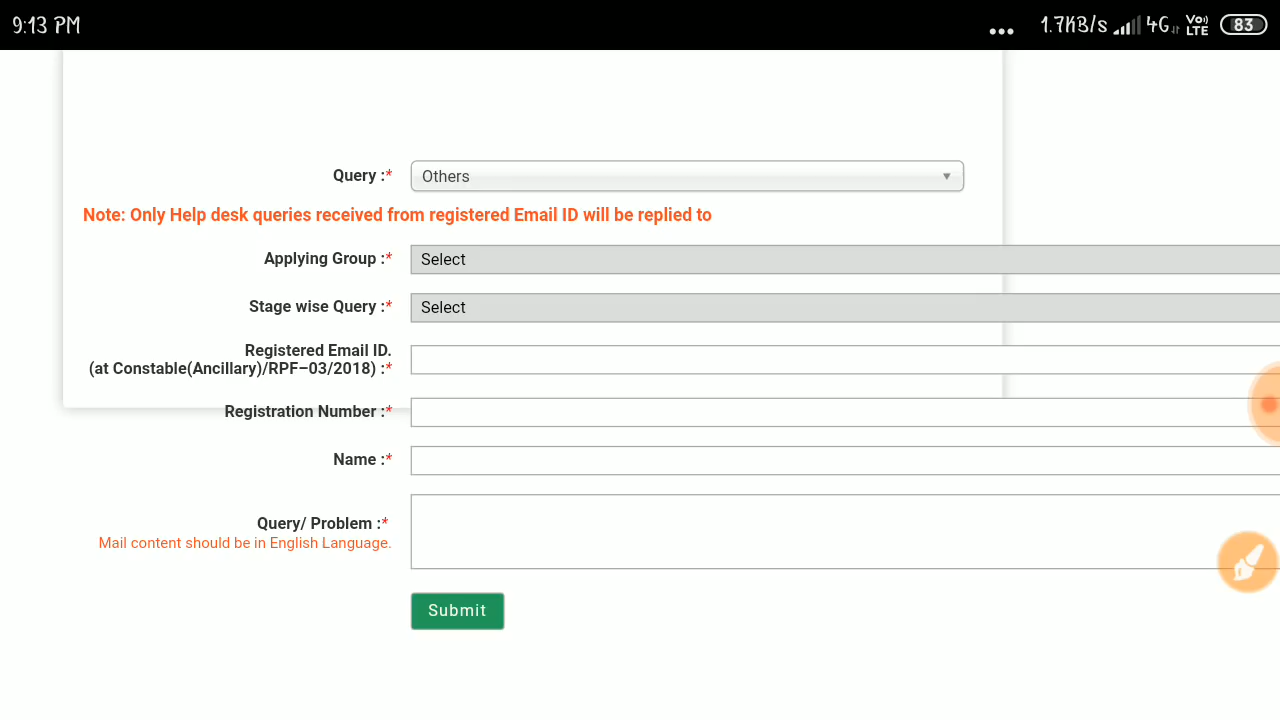 9:13 PM ... 1.7KB/s 4G Vo) LTE 83
Query :* Others
Note: Only Help desk queries received from registered Email ID will be replied to
Applying Group :* Select
Stage wise Query :* Select
Registered Email ID.
(at Constable(Ancillary)/RPF–03/2018) :*
Registration Number :*
Name :*
Query/ Problem :*
Mail content should be in English Language.
Submit